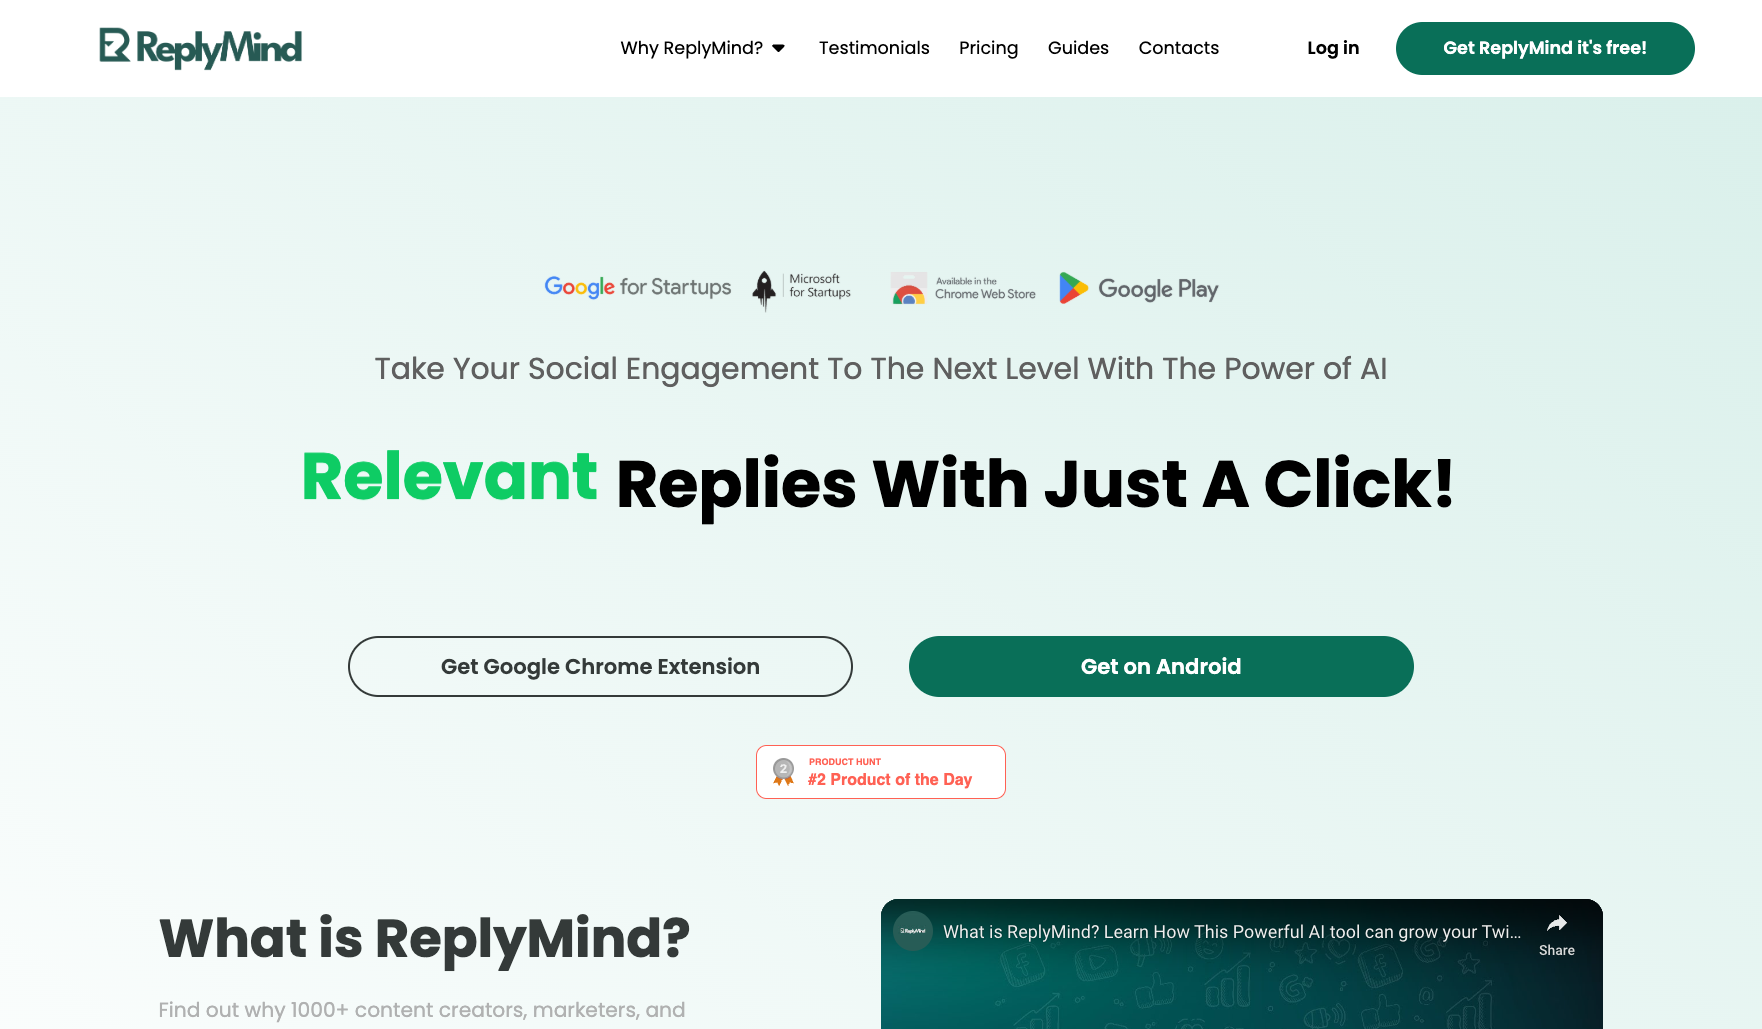 ReplyMind
Why ReplyMind? Testimonials Pricing Guides Contacts Log in Get ReplyMind it's free!
Google for Startups Microsoft for Startups Available in the Chrome Web Store Google Play
Take Your Social Engagement To The Next Level With The Power of AI
Relevant Replies With Just A Click!
Get Google Chrome Extension Get on Android
2
PRODUCT HUNT
#2 Product of the Day
What is ReplyMind?
Find out why 1000+ content creators, marketers, and
ReplyMind
What is ReplyMind? Learn How This Powerful AI tool can grow your Twi...
Share